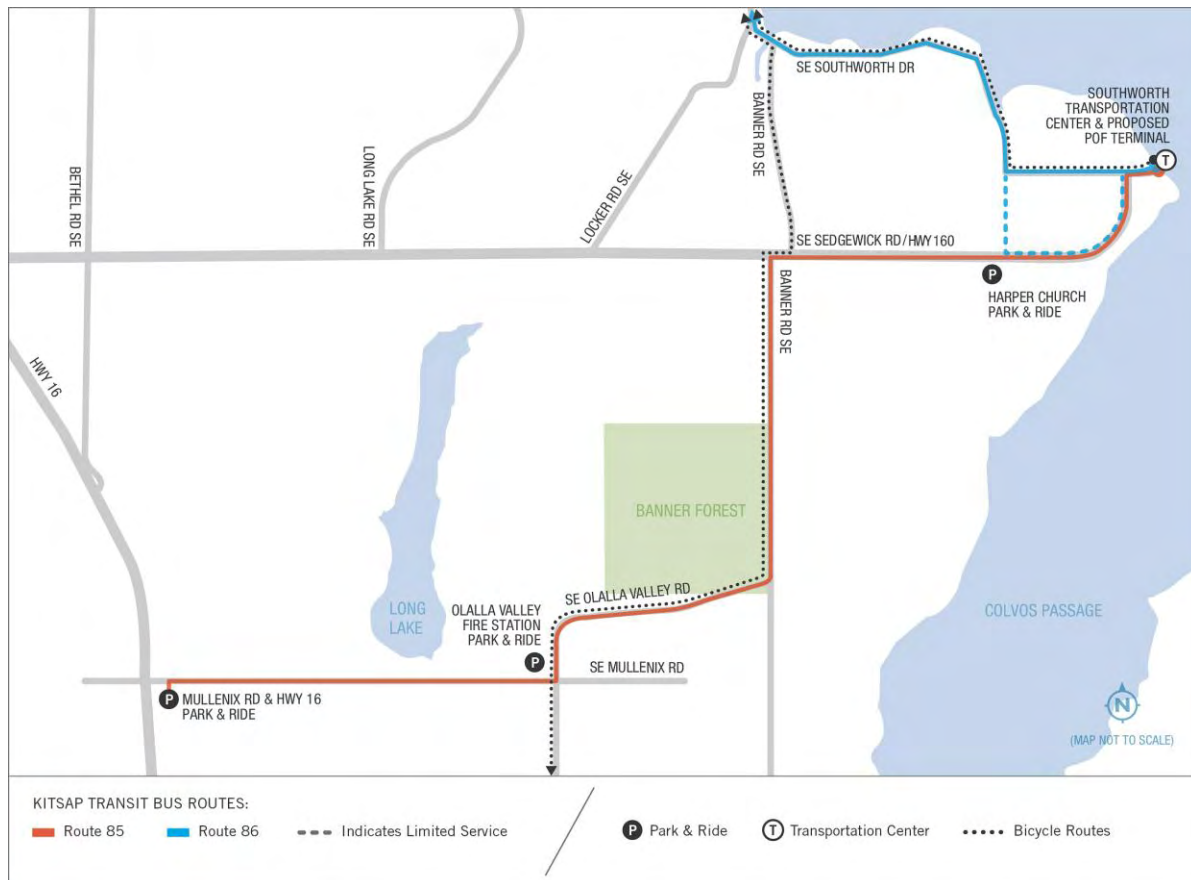 SE SOUTHWORTH DR
SOUTHWORTH
TRANSPORTATION
CENTER & PROPOSED
POF TERMINAL
T
BANNER RD SE
BETHEL RD SE
LONG LAKE RD SE
LOCKER RD SE
SE SEDGEWICK RD/HWY 160
P
HARPER CHURCH
PARK & RIDE
BANNER RD SE
HWY 16
BANNER FOREST
SE OLALLA VALLEY RD
LONG
LAKE
OLALLA VALLEY
FIRE STATION
PARK & RIDE
P
COLVOS PASSAGE
SE MULLENIX RD
P
MULLENIX RD & HWY 16
PARK & RIDE
N
(MAP NOT TO SCALE)
KITSAP TRANSIT BUS ROUTES:
Route 85
Route 86
Indicates Limited Service
P Park & Ride
T Transportation Center
Bicycle Routes